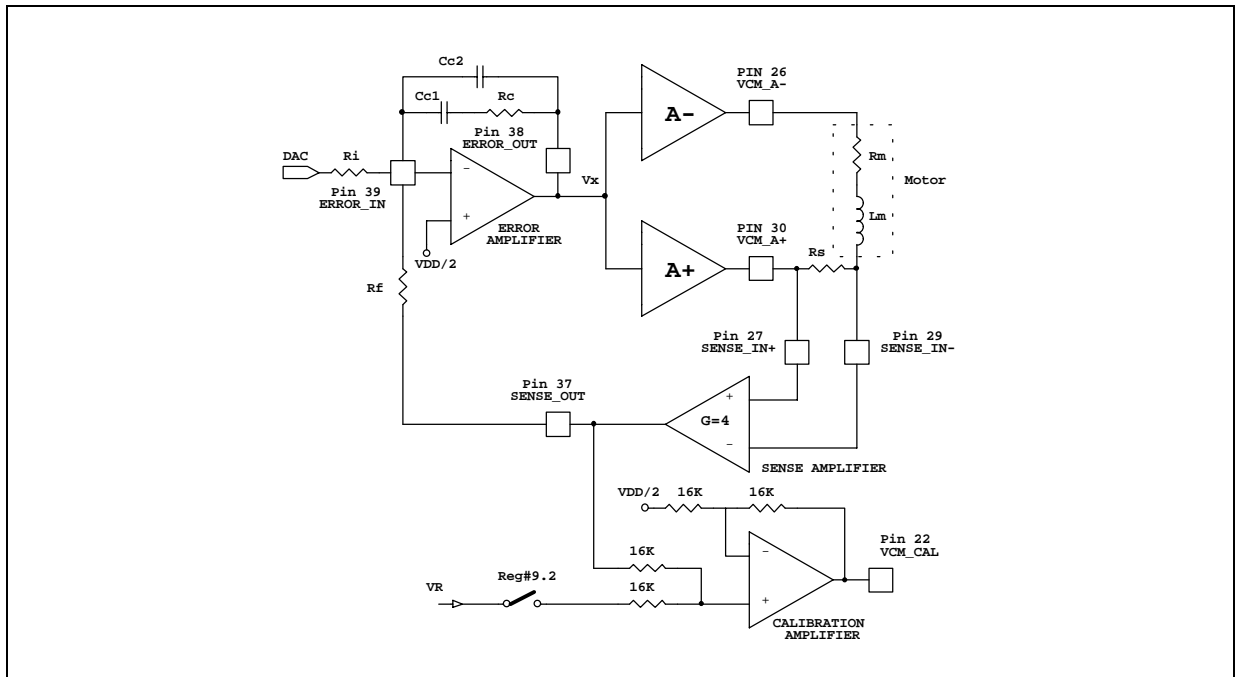 Cc2
Cc1
Rc
PIN 26
VCM_A-
A-
Pin 38
ERROR_OUT
DAC
Ri
Rm
Motor
Pin 39
ERROR_IN
-
+
Vx
Lm
ERROR
AMPLIFIER
PIN 30
VCM_A+
A+
Rs
VDD/2
Rf
Pin 27
SENSE_IN+
Pin 29
SENSE_IN-
Pin 37
SENSE_OUT
+
G=4
-
SENSE AMPLIFIER
VDD/2
16K
16K
Pin 22
VCM_CAL
16K
-
VR
Reg#9.2
16K
+
CALIBRATION
AMPLIFIER